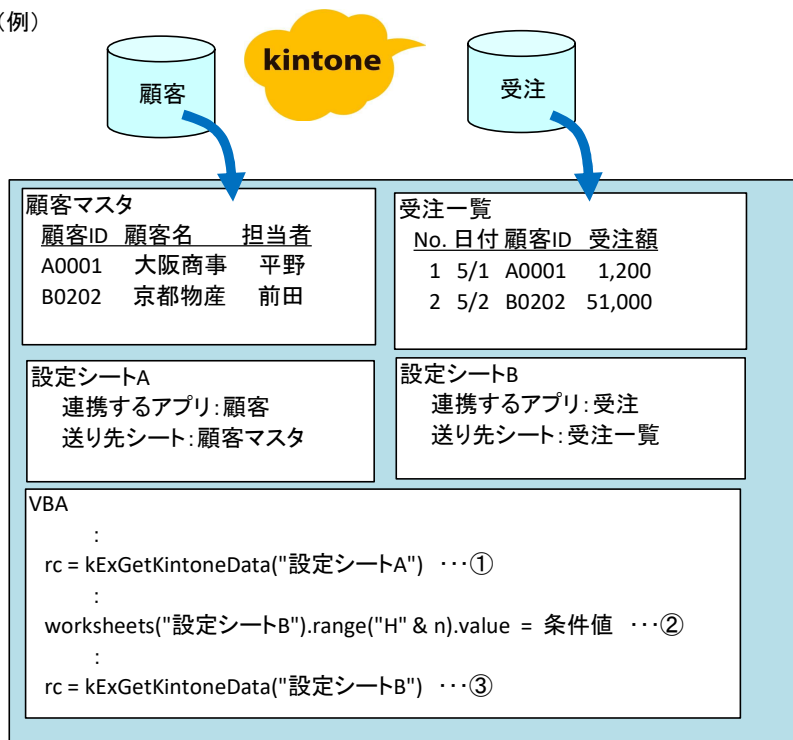 （例）
kintone
顧客
受注
顧客マスタ
顧客ID 顧客名 担当者
A0001 大阪商事 平野
B0202 京都物産 前田
受注一覧
No. 日付 顧客ID 受注額
1 5/1 A0001 1,200
2 5/2 B0202 51,000
設定シートA
連携するアプリ：顧客
送り先シート：顧客マスタ
設定シートB
連携するアプリ：受注
送り先シート：受注一覧
VBA
：
rc = kExGetKintoneData("設定シートA") ･･･①
：
worksheets("設定シートB").range("H" & n).value = 条件値 ･･･②
：
rc = kExGetKintoneData("設定シートB") ･･･③